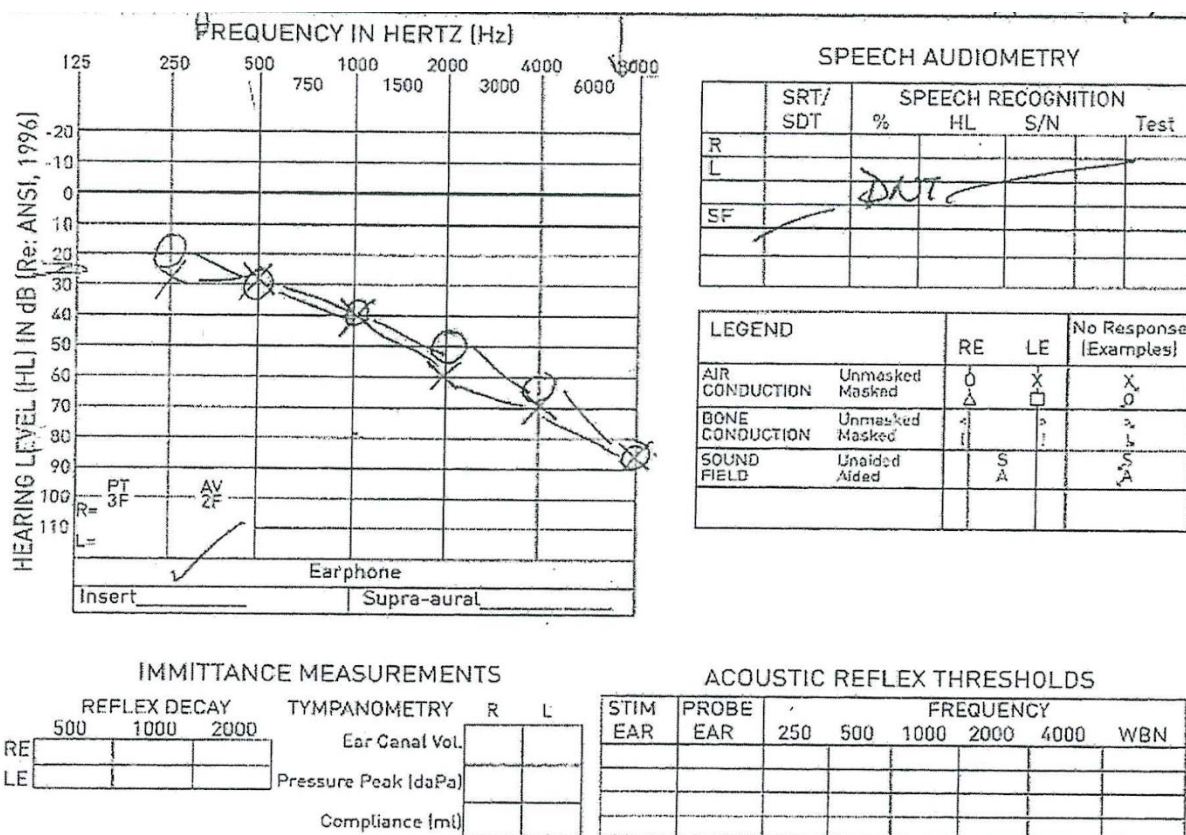 FREQUENCY IN HERTZ (Hz)
125 250 500 1000 2000 4000 8000
750 1500 3000 6000
HEARING LEVEL (HL) IN dB (Re: ANSI, 1996)
-20
-10
0
10
20
30
40
50
60
70
80
90
100
110
PT AV
3F 2F
R=
L=
Earphone
Insert Supra-aural
SPEECH AUDIOMETRY
SRT/ SPEECH RECOGNITION
SDT % HL S/N Test
R
L
DNT
SF
LEGEND RE LE No Response
(Examples)
AIR Unmasked O X X
CONDUCTION Masked △ □ O
BONE Unmasked < >
CONDUCTION Masked [ ]
SOUND Unaided S S
FIELD Aided A A
IMMITTANCE MEASUREMENTS
REFLEX DECAY
500 1000 2000
RE
LE
TYMPANOMETRY R L
Ear Canal Vol.
Pressure Peak (daPa)
Compliance (ml)
ACOUSTIC REFLEX THRESHOLDS
STIM PROBE FREQUENCY
EAR EAR 250 500 1000 2000 4000 WBN